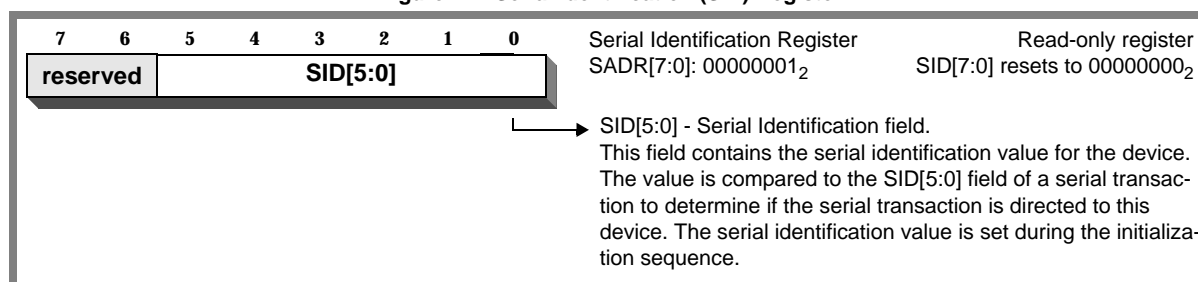 7 6 5 4 3 2 1 0
reserved SID[5:0]
Serial Identification Register Read-only register
SADR[7:0]: 00000001₂ SID[7:0] resets to 00000000₂
SID[5:0] - Serial Identification field.
This field contains the serial identification value for the device.
The value is compared to the SID[5:0] field of a serial transac-
tion to determine if the serial transaction is directed to this
device. The serial identification value is set during the initializa-
tion sequence.